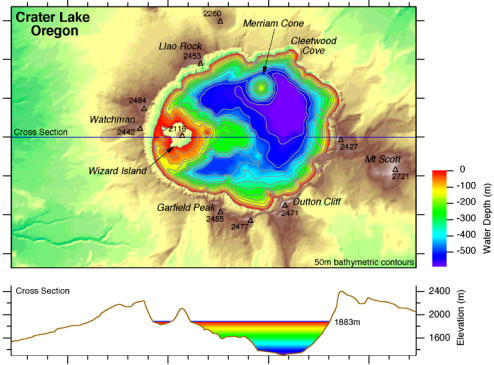 Crater Lake
Oregon
2260
Merriam Cone
Cleetwood
Cove
Llao Rock
2453
2484
Watchman
2442
2116
Cross Section
2427
Mt Scott
2721
Wizard Island
Garfield Peak
2455
2477
Dutton Cliff
2471
50m bathymetric contours
0
-100
-200
-300
-400
-500
Water Depth (m)
Cross Section
2400
2000
1600
1883m
Elevation (m)